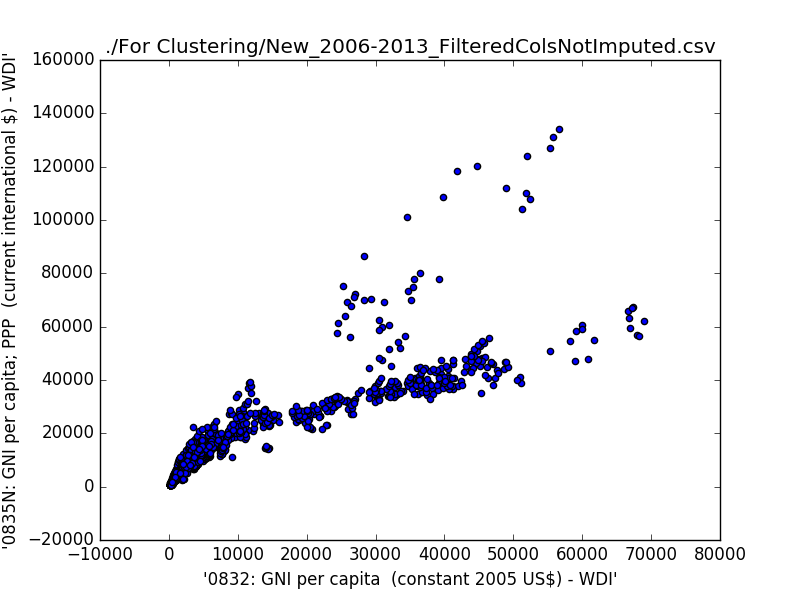 ./For Clustering/New_2006-2013_FilteredColsNotImputed.csv
160000
140000
120000
100000
80000
60000
40000
20000
0
−20000
'0835N: GNI per capita; PPP  (current international $) - WDI'
−10000 0 10000 20000 30000 40000 50000 60000 70000 80000
'0832: GNI per capita  (constant 2005 US$) - WDI'